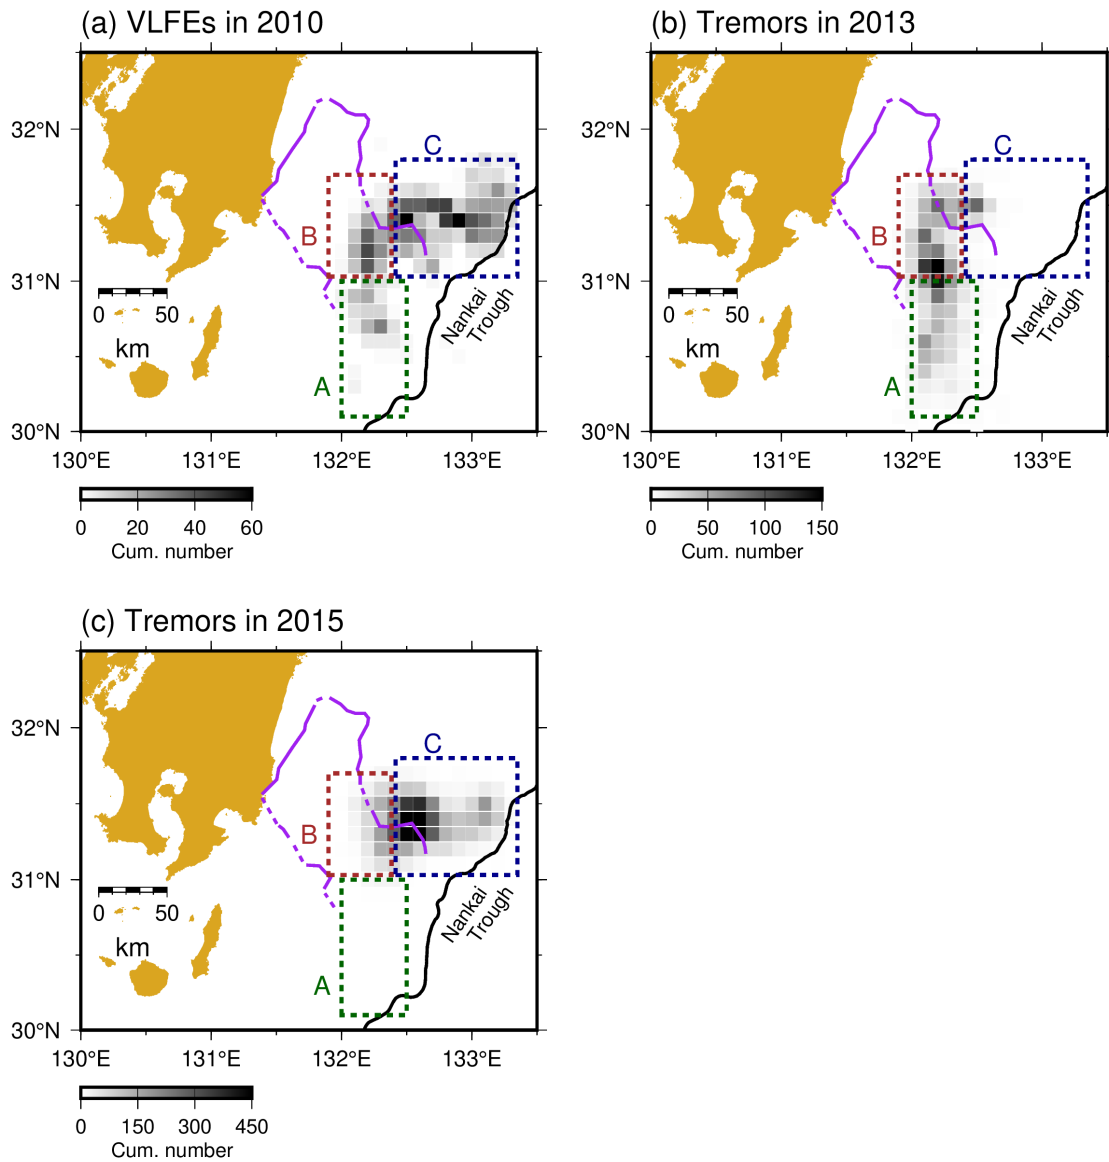 (a) VLFEs in 2010
32°N
31°N
30°N
130°E 131°E 132°E 133°E
C
B
A
0 50
km
Nankai
Trough
0 20 40 60
Cum. number
(b) Tremors in 2013
32°N
31°N
30°N
130°E 131°E 132°E 133°E
C
B
A
0 50
km
Nankai
Trough
0 50 100 150
Cum. number
(c) Tremors in 2015
32°N
31°N
30°N
130°E 131°E 132°E 133°E
C
B
A
0 50
km
Nankai
Trough
0 150 300 450
Cum. number